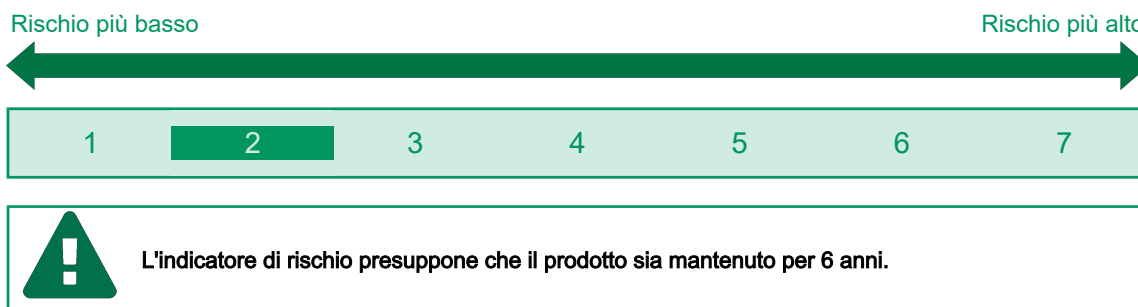 Rischio più basso Rischio più alto
1 2 3 4 5 6 7
L'indicatore di rischio presuppone che il prodotto sia mantenuto per 6 anni.